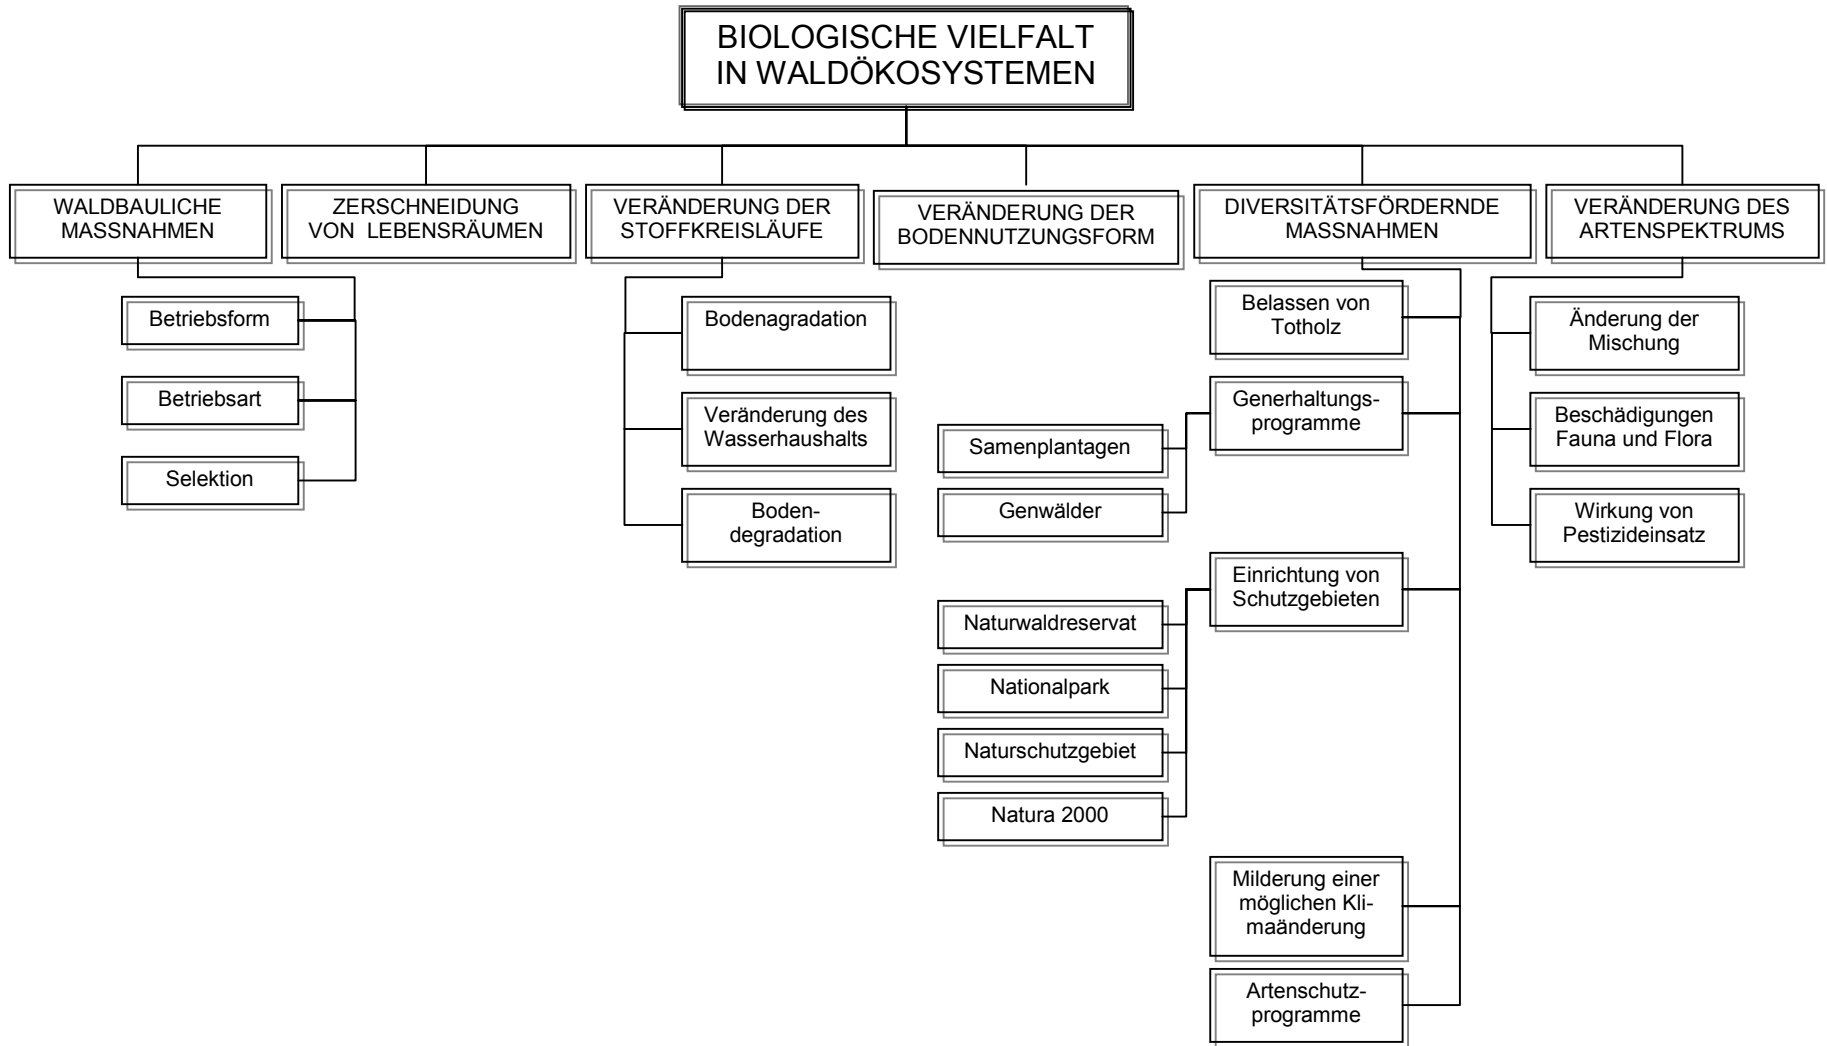 BIOLOGISCHE VIELFALT
IN WALDÖKOSYSTEMEN
WALDBAULICHE
MASSNAHMEN
ZERSCHNEIDUNG
VON LEBENSRÄUMEN
VERÄNDERUNG DER
STOFFKREISLÄUFE
VERÄNDERUNG DER
BODENNUTZUNGSFORM
DIVERSITÄTSFÖRDERNDE
MASSNAHMEN
VERÄNDERUNG DES
ARTENSPEKTRUMS
Betriebsform
Betriebsart
Selektion
Bodenagradation
Veränderung des
Wasserhaushalts
Boden-
degradation
Belassen von
Totholz
Generhaltungs-
programme
Samenplantagen
Genwälder
Einrichtung von
Schutzgebieten
Naturwaldreservat
Nationalpark
Naturschutzgebiet
Natura 2000
Milderung einer
möglichen Kli-
maänderung
Artenschutz-
programme
Änderung der
Mischung
Beschädigungen
Fauna und Flora
Wirkung von
Pestizideinsatz